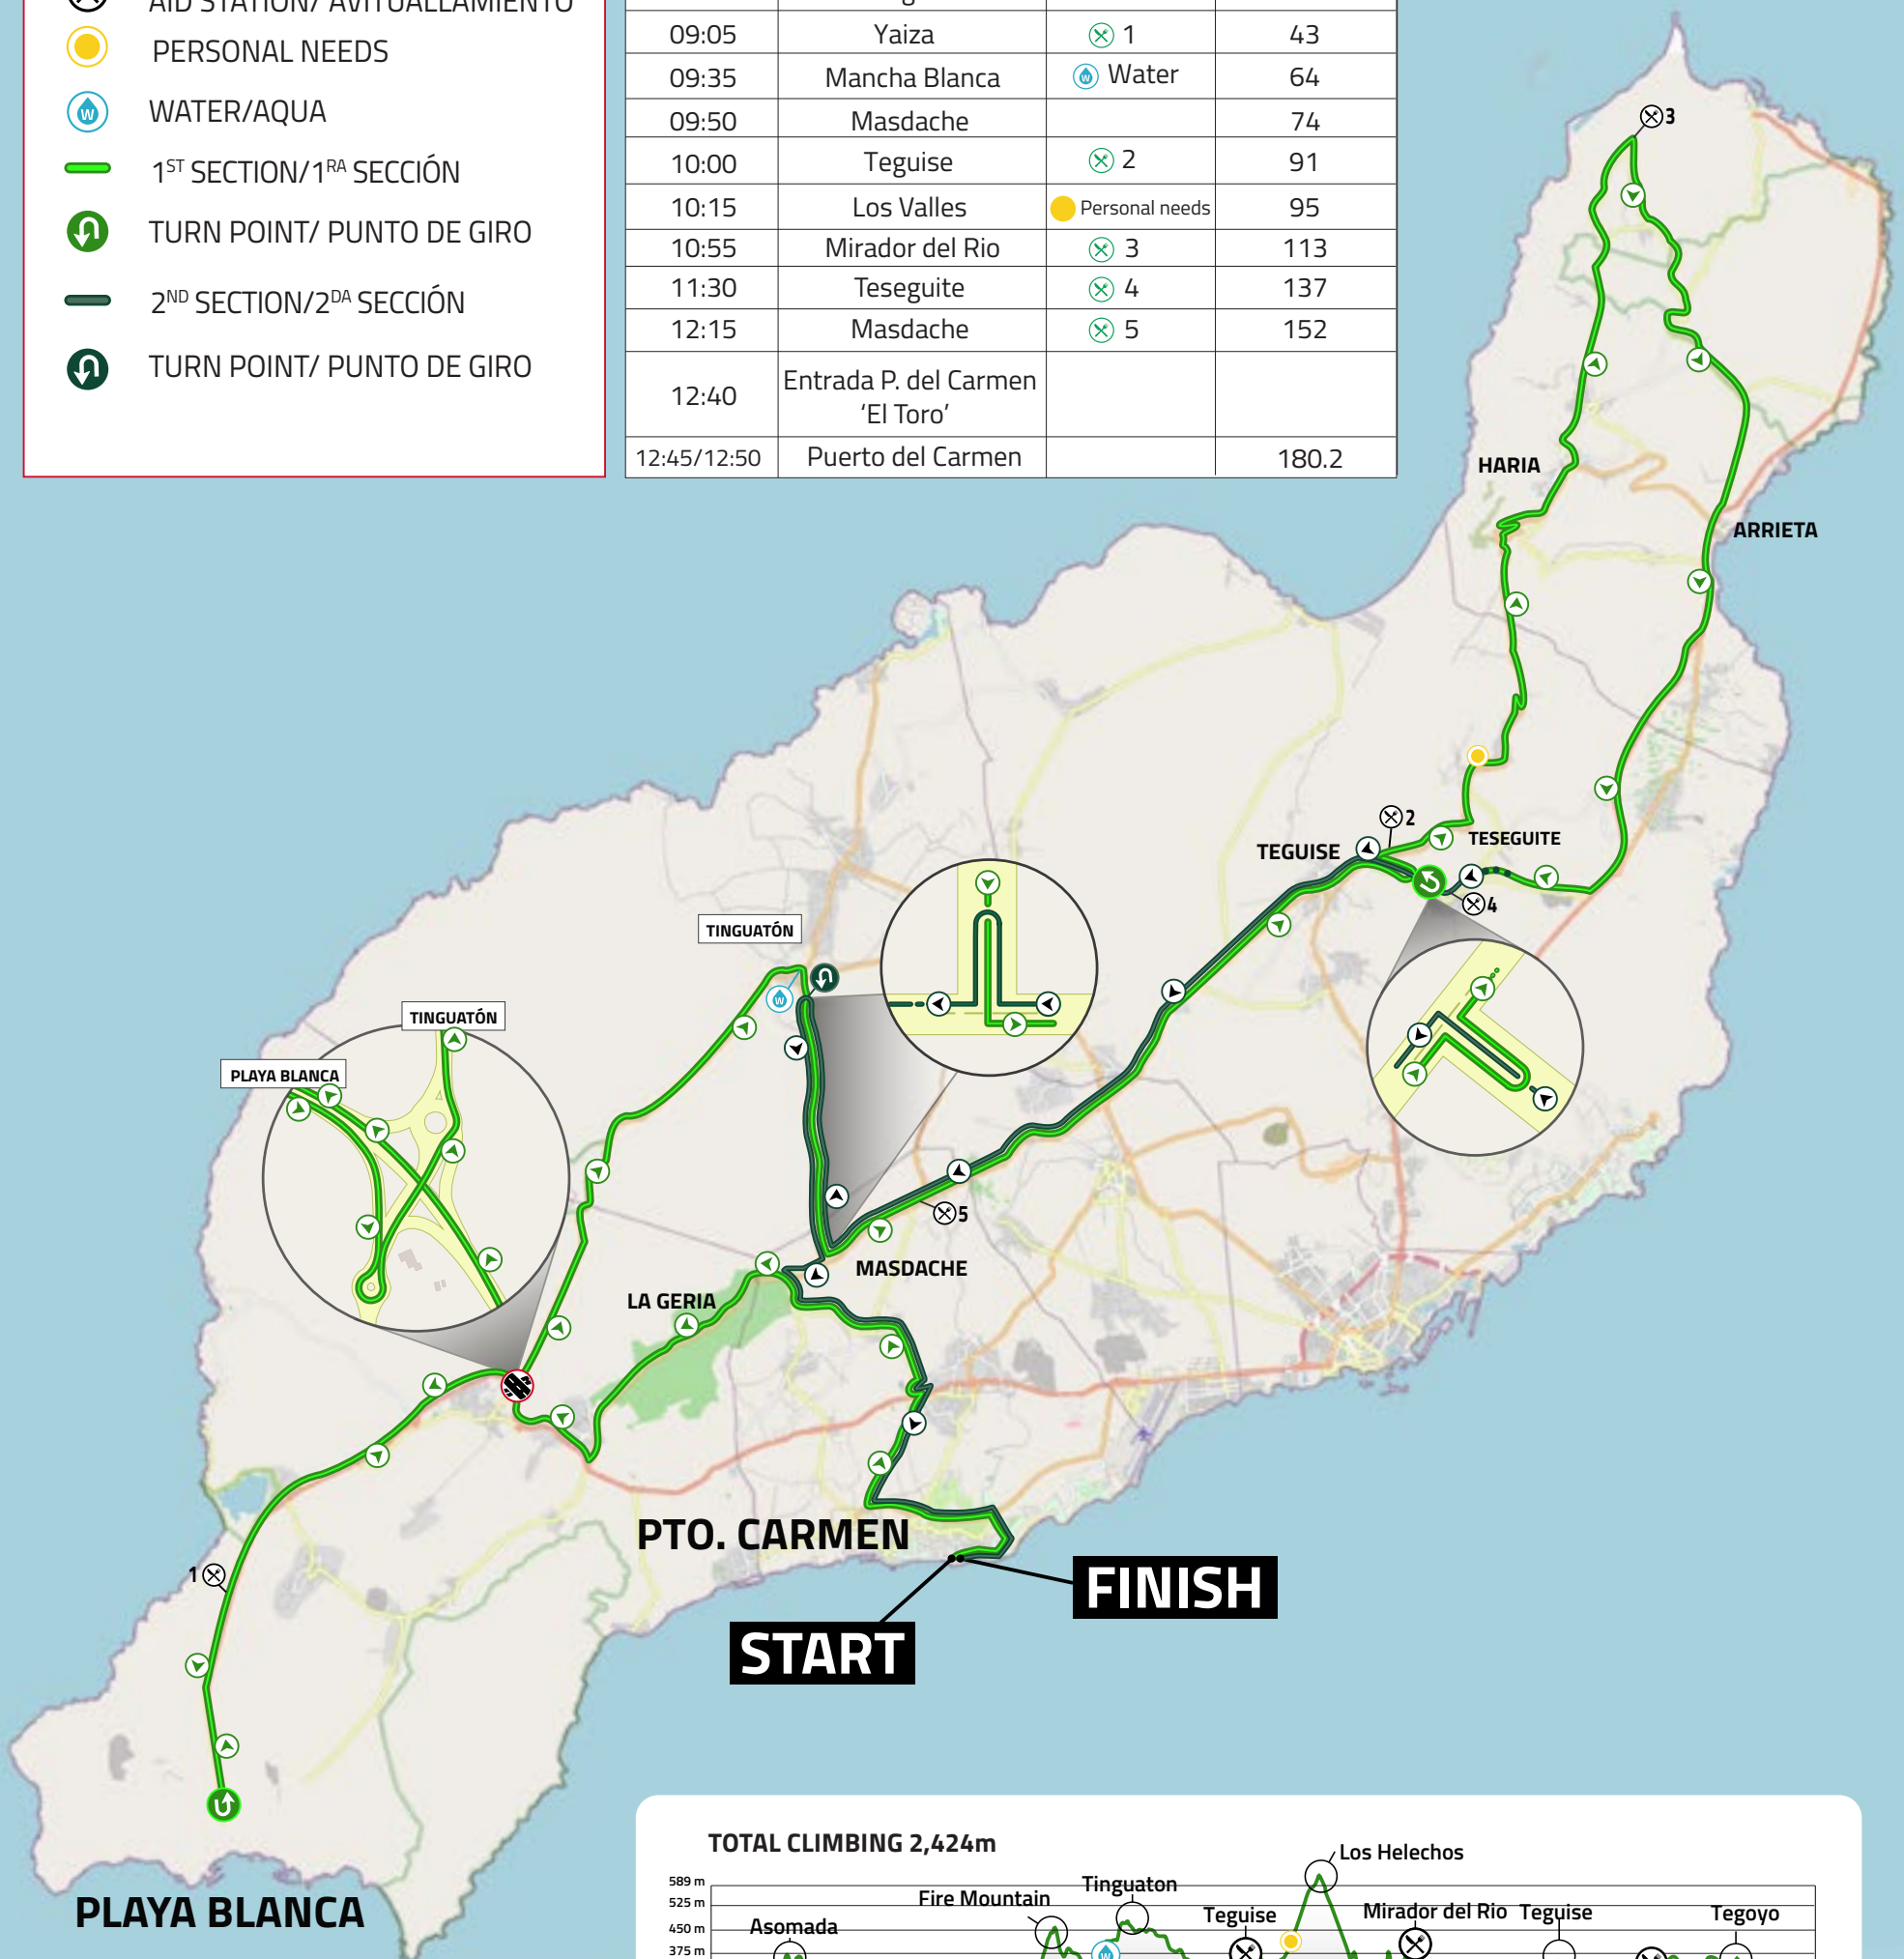 AID STATION/ AVITUALLAMIENTO
PERSONAL NEEDS
W WATER/AQUA
1ST SECTION/1RA SECCIÓN
TURN POINT/ PUNTO DE GIRO
2ND SECTION/2DA SECCIÓN
TURN POINT/ PUNTO DE GIRO
09:05 Yaiza 1 43
09:35 Mancha Blanca W Water 64
09:50 Masdache 74
10:00 Teguise 2 91
10:15 Los Valles Personal needs 95
10:55 Mirador del Rio 3 113
11:30 Teseguite 4 137
12:15 Masdache 5 152
12:40 Entrada P. del Carmen
‘El Toro’
12:45/12:50 Puerto del Carmen 180.2
3
HARIA
ARRIETA
2
TEGUISE
TESEGUITE
4
TINGUATÓN
W
TINGUATÓN
PLAYA BLANCA
5
MASDACHE
LA GERIA
PTO. CARMEN
1
FINISH
START
PLAYA BLANCA
TOTAL CLIMBING 2,424m
589 m
525 m
450 m
375 m
Asomada
Fire Mountain
Tinguaton
W
Teguise
Los Helechos
Mirador del Rio
Teguise
Tegoyo